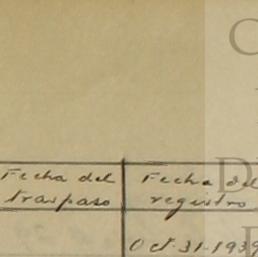 Fecha del Fecha del
traspaso registro
Oct. 31-1939